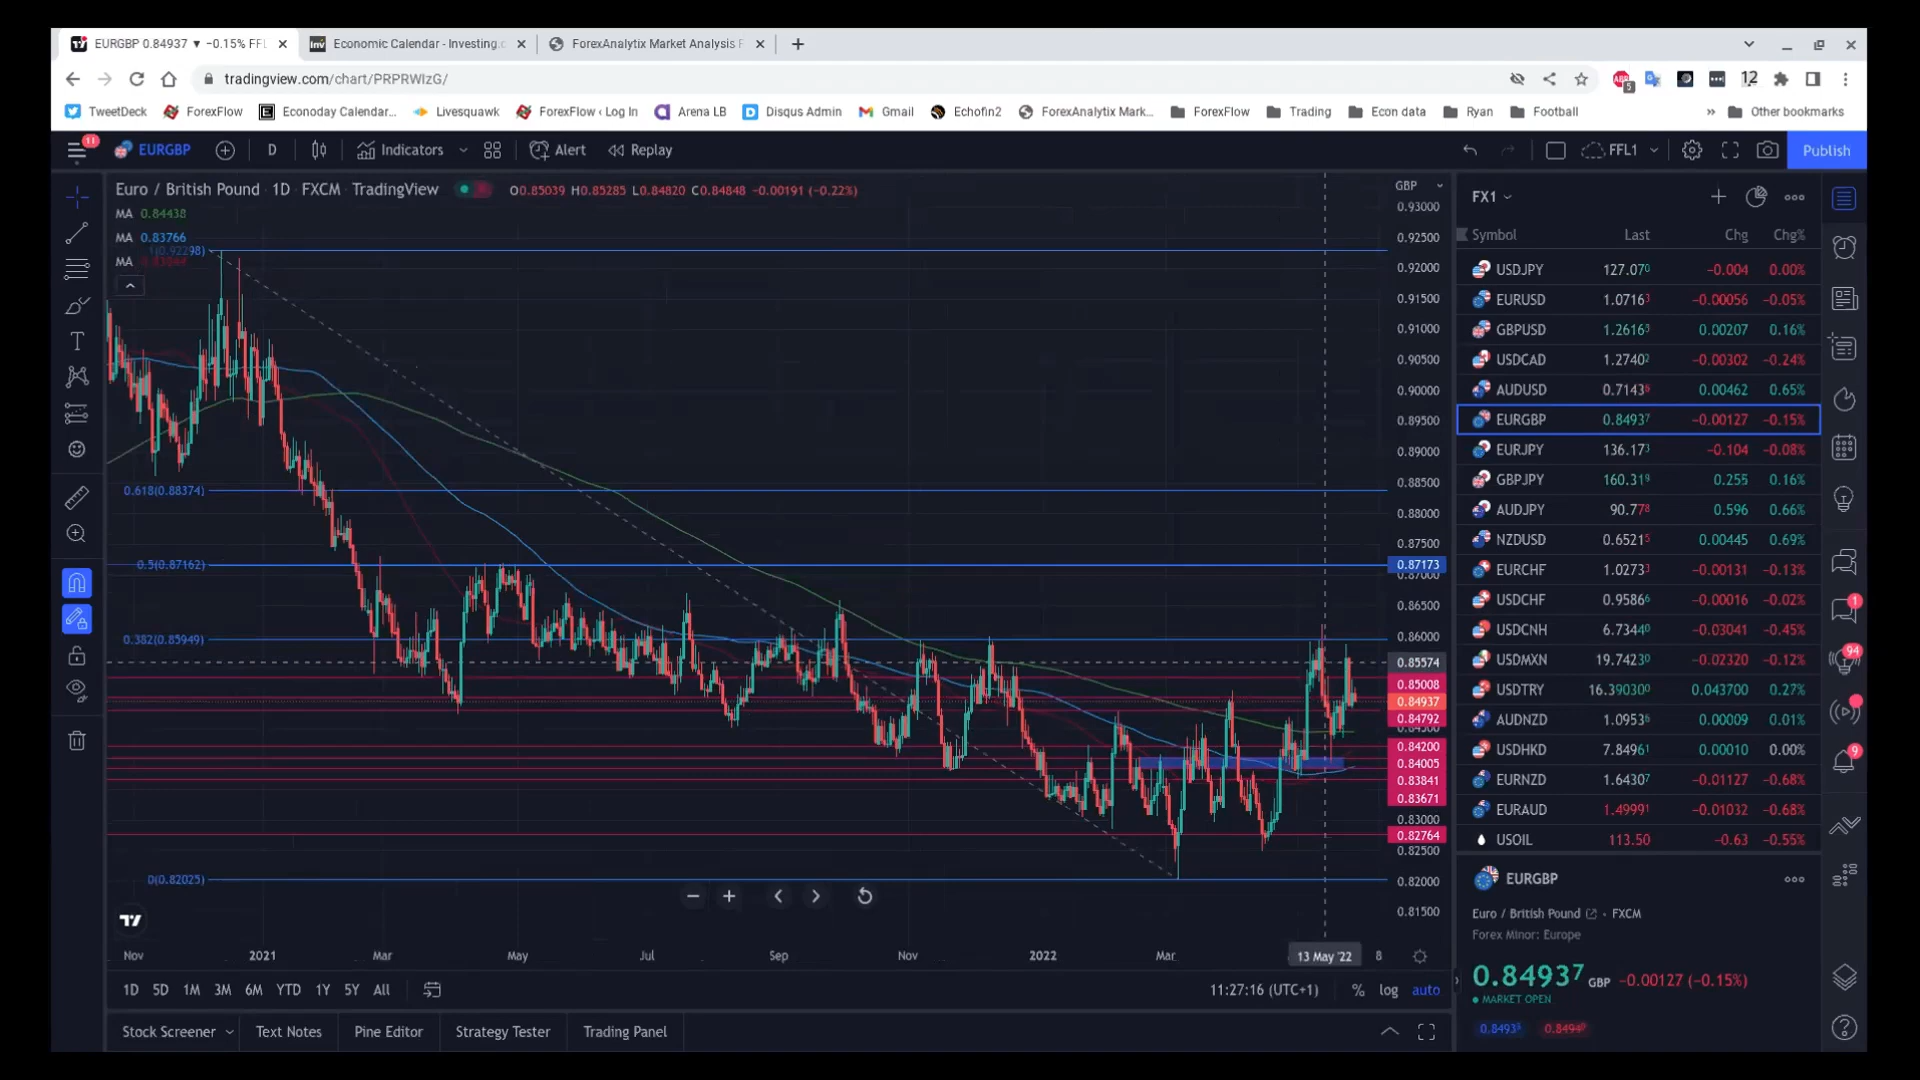 EURGBP 0.84937 ▼ −0.15% FFL
Economic Calendar - Investing.c
ForexAnalytix Market Analysis F
tradingview.com/chart/PRPRWIzG/
ABP 5 12
TweetDeck ForexFlow Econoday Calendar... Livesquawk ForexFlow ‹ Log In Arena LB Disqus Admin Gmail Echofin2 ForexAnalytix Mark... ForexFlow Trading Econ data Ryan Football » Other bookmarks
11 EURGBP D Indicators Alert Replay FFL1 Publish
Euro / British Pound · 1D · FXCM · TradingView O0.85039 H0.85285 L0.84820 C0.84848 −0.00191 (−0.22%)
MA 0.84438
MA 0.83766
1(0.92298)
MA
0.618(0.88374)
0.5(0.87162)
0.382(0.85949)
0(0.82025)
GBP
0.93000
0.92500
0.92000
0.91500
0.91000
0.90500
0.90000
0.89500
0.89000
0.88500
0.88000
0.87500
0.87173
0.87000
0.86500
0.86000
0.85574
0.85008
0.84937
0.84792
0.84500
0.84200
0.84005
0.83841
0.83671
0.83000
0.82764
0.82500
0.82000
0.81500
Nov 2021 Mar May Jul Sep Nov 2022 Mar 13 May '22 8
1D 5D 1M 3M 6M YTD 1Y 5Y All 11:27:16 (UTC+1) % log auto
Stock Screener Text Notes Pine Editor Strategy Tester Trading Panel
FX1
Symbol Last Chg Chg%
USDJPY 127.070 −0.004 0.00%
EURUSD 1.07163 −0.00056 −0.05%
GBPUSD 1.26163 0.00207 0.16%
USDCAD 1.27402 −0.00302 −0.24%
AUDUSD 0.71436 0.00462 0.65%
EURGBP 0.84937 −0.00127 −0.15%
EURJPY 136.173 −0.104 −0.08%
GBPJPY 160.319 0.255 0.16%
AUDJPY 90.778 0.596 0.66%
NZDUSD 0.65215 0.00445 0.69%
EURCHF 1.02733 −0.00131 −0.13%
USDCHF 0.95866 −0.00016 −0.02%
USDCNH 6.73440 −0.03041 −0.45%
USDMXN 19.74230 −0.02320 −0.12%
USDTRY 16.390300 0.043700 0.27%
AUDNZD 1.09536 0.00009 0.01%
USDHKD 7.84961 0.00010 0.00%
EURNZD 1.64307 −0.01127 −0.68%
EURAUD 1.49991 −0.01032 −0.68%
USOIL 113.50 −0.63 −0.55%
EURGBP
Euro / British Pound · FXCM
Forex Minor: Europe
0.84937 GBP −0.00127 (−0.15%)
MARKET OPEN
1
94
9